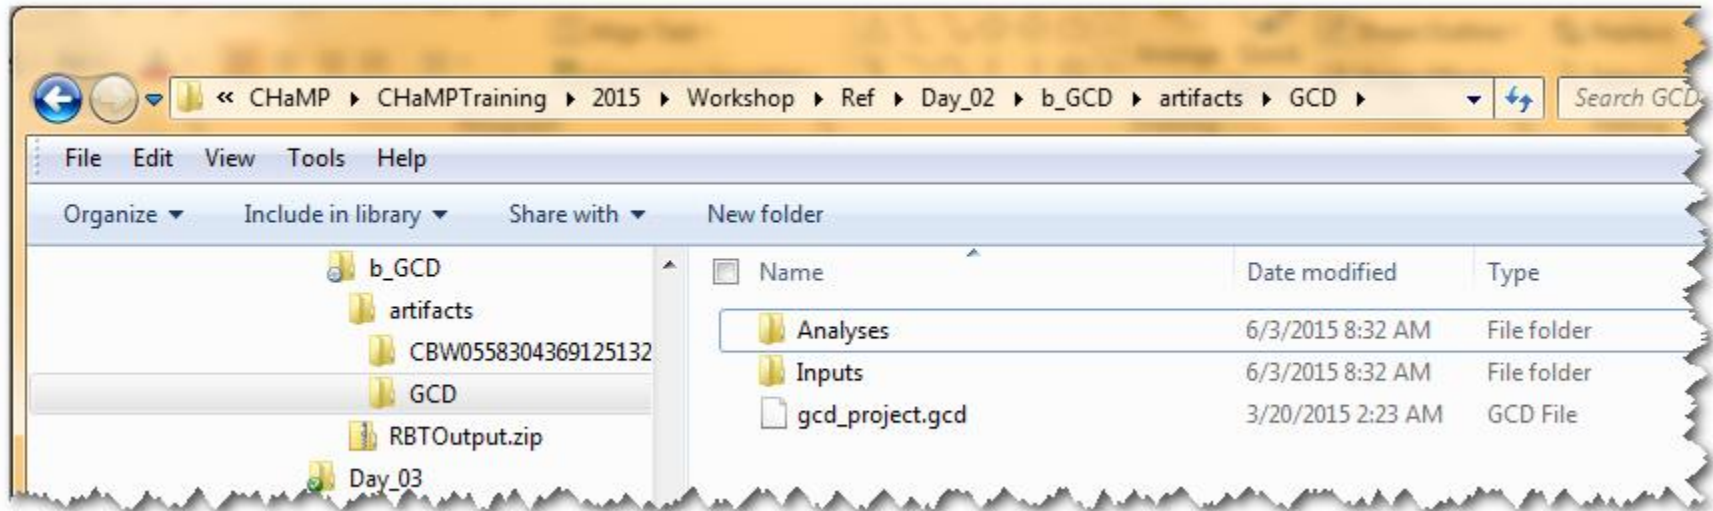 « CHaMP ▸ CHaMPTraining ▸ 2015 ▸ Workshop ▸ Ref ▸ Day_02 ▸ b_GCD ▸ artifacts ▸ GCD ▸ Search GCD
File Edit View Tools Help
Organize Include in library Share with New folder
b_GCD Name Date modified Type
artifacts
Analyses 6/3/2015 8:32 AM File folder
CBW0558304369125132
Inputs 6/3/2015 8:32 AM File folder
GCD
gcd_project.gcd 3/20/2015 2:23 AM GCD File
RBTOutput.zip
Day_03